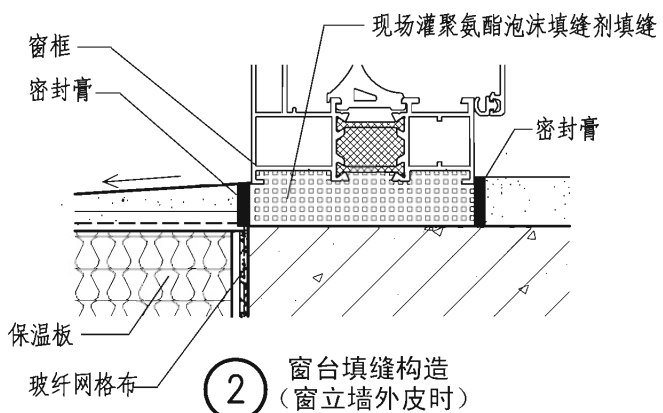 现场灌聚氨酯泡沫填缝剂填缝
窗框
密封膏
密封膏
保温板
玻纤网格布
2 窗台填缝构造
（窗立墙外皮时）